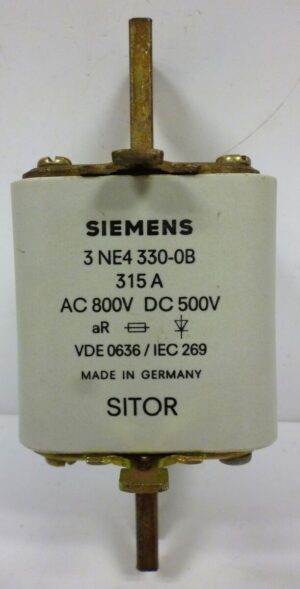 SIEMENS
3 NE4 330-0B
315 A
AC 800V DC 500V
aR
VDE 0636 / IEC 269
MADE IN GERMANY
SITOR